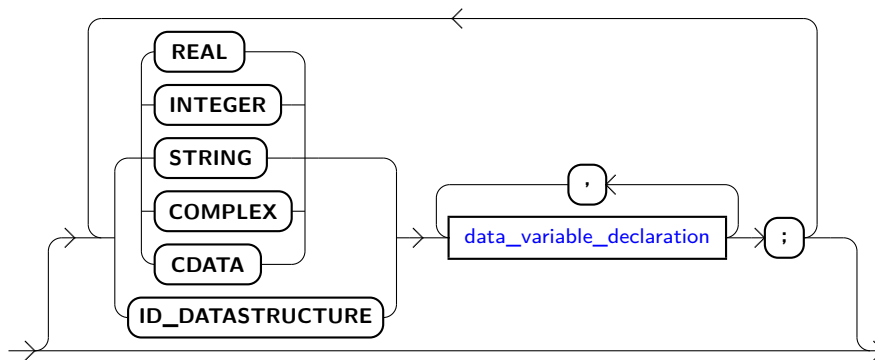 REAL
INTEGER
STRING
COMPLEX
CDATA
ID_DATASTRUCTURE
,
data_variable_declaration
;